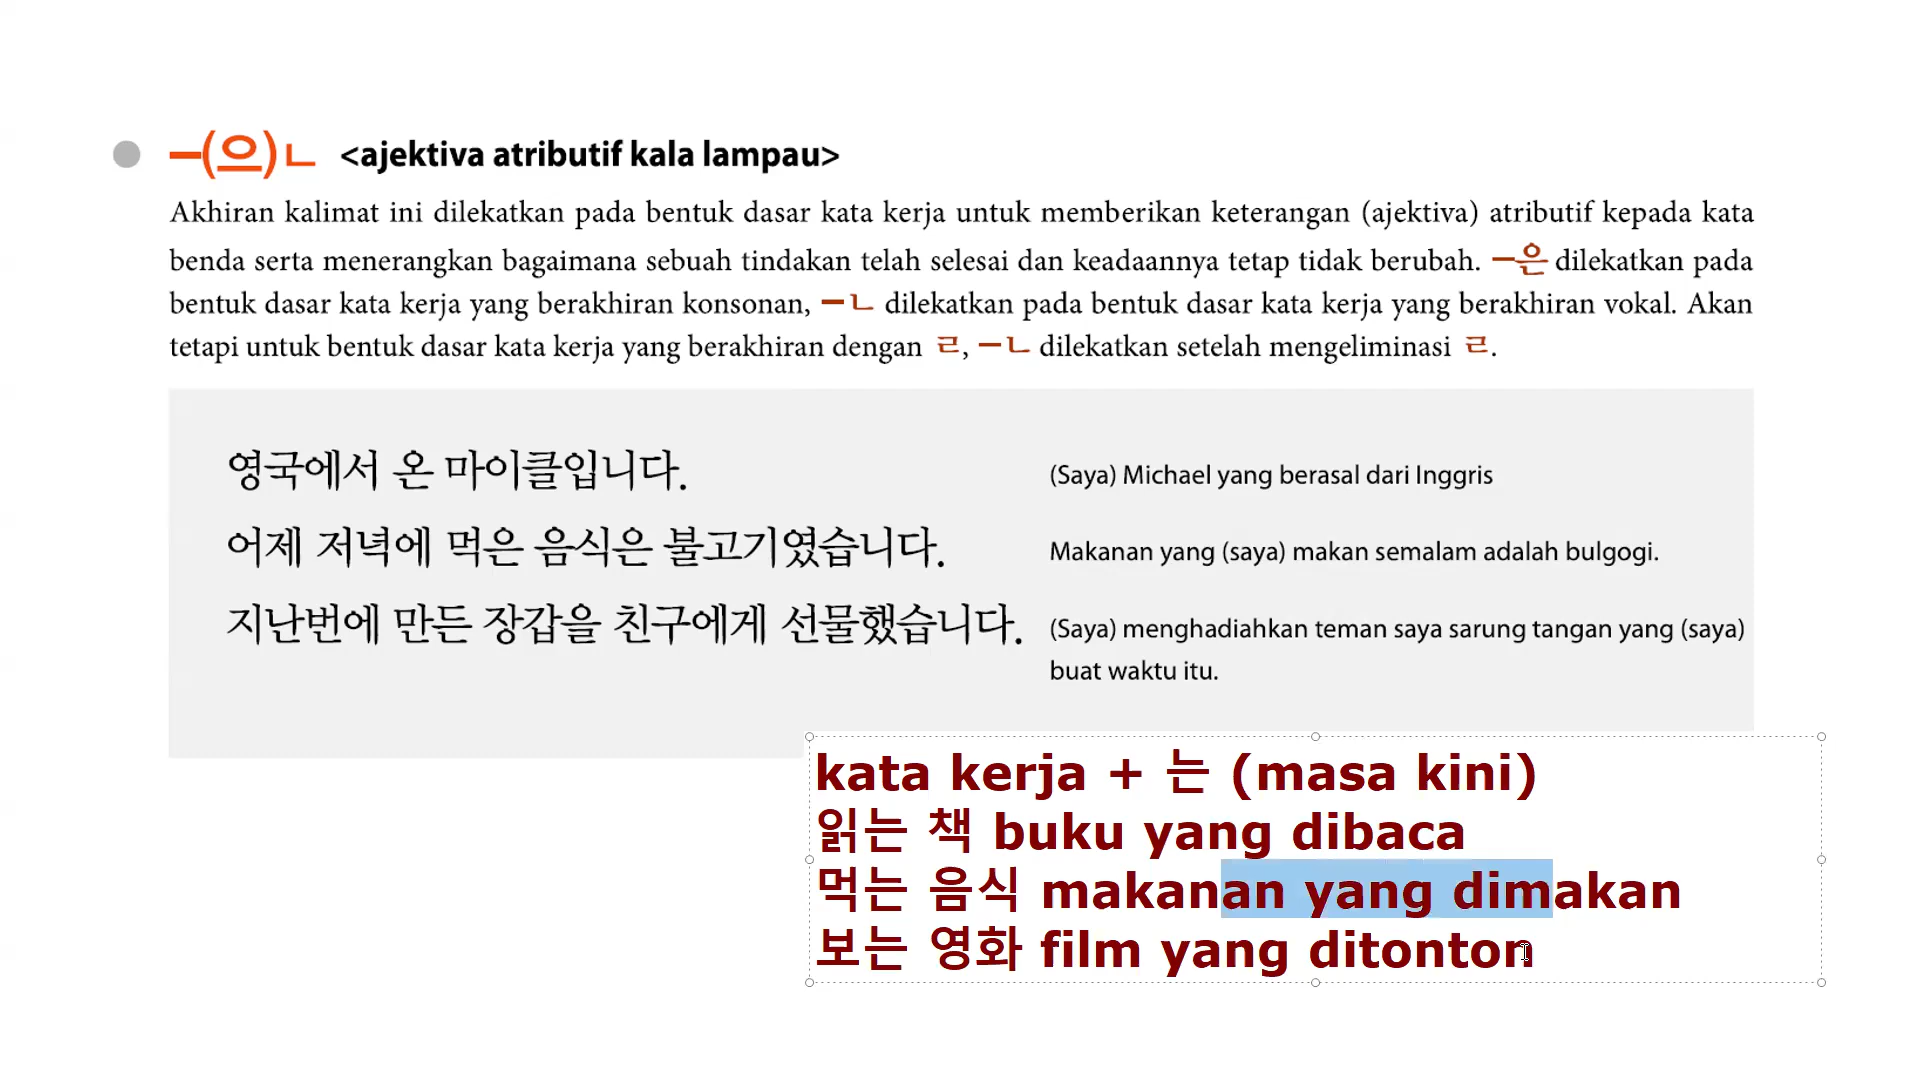 –(으)ㄴ <ajektiva atributif kala lampau>
Akhiran kalimat ini dilekatkan pada bentuk dasar kata kerja untuk memberikan keterangan (ajektiva) atributif kepada kata
benda serta menerangkan bagaimana sebuah tindakan telah selesai dan keadaannya tetap tidak berubah. –은 dilekatkan pada
bentuk dasar kata kerja yang berakhiran konsonan, –ㄴ dilekatkan pada bentuk dasar kata kerja yang berakhiran vokal. Akan
tetapi untuk bentuk dasar kata kerja yang berakhiran dengan ㄹ, –ㄴ dilekatkan setelah mengeliminasi ㄹ.
영국에서 온 마이클입니다.
(Saya) Michael yang berasal dari Inggris
어제 저녁에 먹은 음식은 불고기였습니다.
Makanan yang (saya) makan semalam adalah bulgogi.
지난번에 만든 장갑을 친구에게 선물했습니다.
(Saya) menghadiahkan teman saya sarung tangan yang (saya)
buat waktu itu.
kata kerja + 는 (masa kini)
읽는 책 buku yang dibaca
먹는 음식 makanan yang dimakan
보는 영화 film yang ditonton